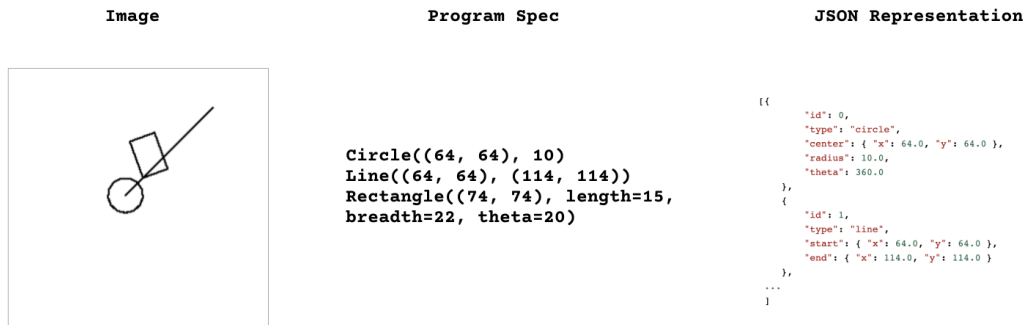 Image
Program Spec
JSON Representation
Circle((64, 64), 10)
Line((64, 64), (114, 114))
Rectangle((74, 74), length=15,
breadth=22, theta=20)
[{
"id": 0,
"type": "circle",
"center": { "x": 64.0, "y": 64.0 },
"radius": 10.0,
"theta": 360.0
},
{
"id": 1,
"type": "line",
"start": { "x": 64.0, "y": 64.0 },
"end": { "x": 114.0, "y": 114.0 }
},
...
]